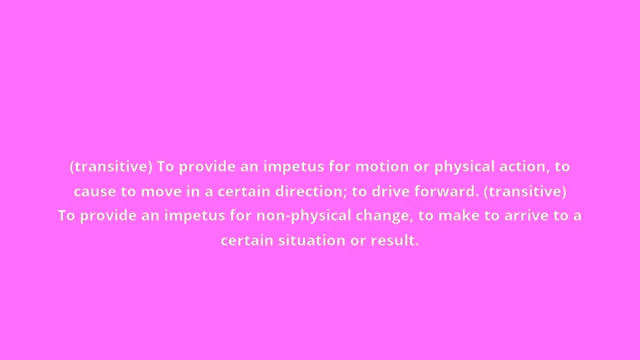 (transitive) To provide an impetus for motion or physical action, to
cause to move in a certain direction; to drive forward. (transitive)
To provide an impetus for non-physical change, to make to arrive to a
certain situation or result.